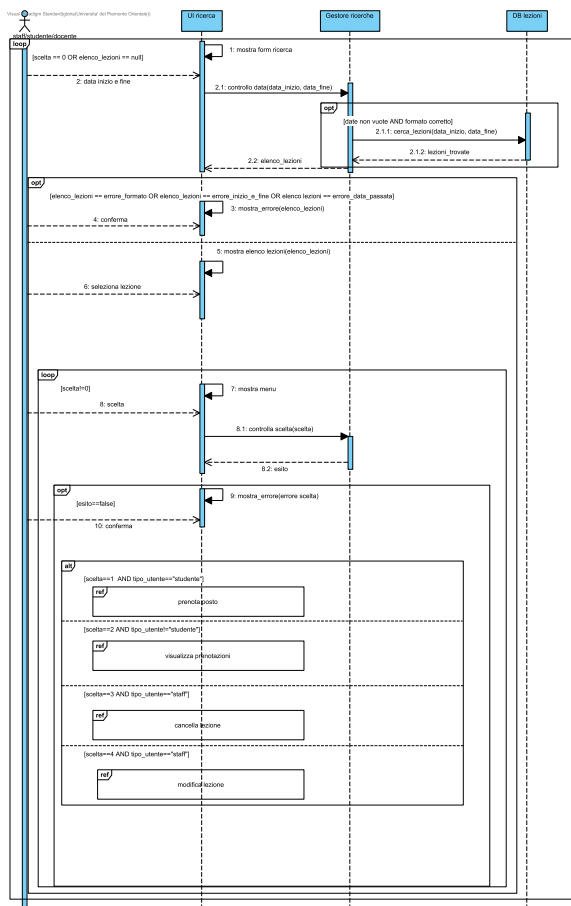 Visual Paradigm Standard(gloria(Universita' del Piemonte Orientale))
staff/studente/docente
UI ricerca
Gestore ricerche
DB lezioni
loop
[scelta == 0 OR elenco_lezioni == null]
1: mostra form ricerca
2: data inizio e fine
2.1: controllo data(data_inizio, data_fine)
opt
[date non vuote AND formato corretto]
2.1.1: cerca_lezioni(data_inizio, data_fine)
2.1.2: lezioni_trovate
2.2: elenco_lezioni
opt
[elenco_lezioni == errore_formato OR elenco_lezioni == errore_inizio_e_fine OR elenco lezioni == errore_data_passata]
3: mostra_errore(elenco_lezioni)
4: conferma
5: mostra elenco lezioni(elenco_lezioni)
6: seleziona lezione
loop
[scelta!=0]
7: mostra menu
8: scelta
8.1: controlla scelta(scelta)
8.2: esito
opt
[esito==false]
9: mostra_errore(errore scelta)
10: conferma
alt
[scelta==1 AND tipo_utente=="studente"]
ref
prenota posto
[scelta==2 AND tipo_utente!="studente"]
ref
visualizza prenotazioni
[scelta==3 AND tipo_utente=="staff"]
ref
cancella lezione
[scelta==4 AND tipo_utente=="staff"]
ref
modifica lezione